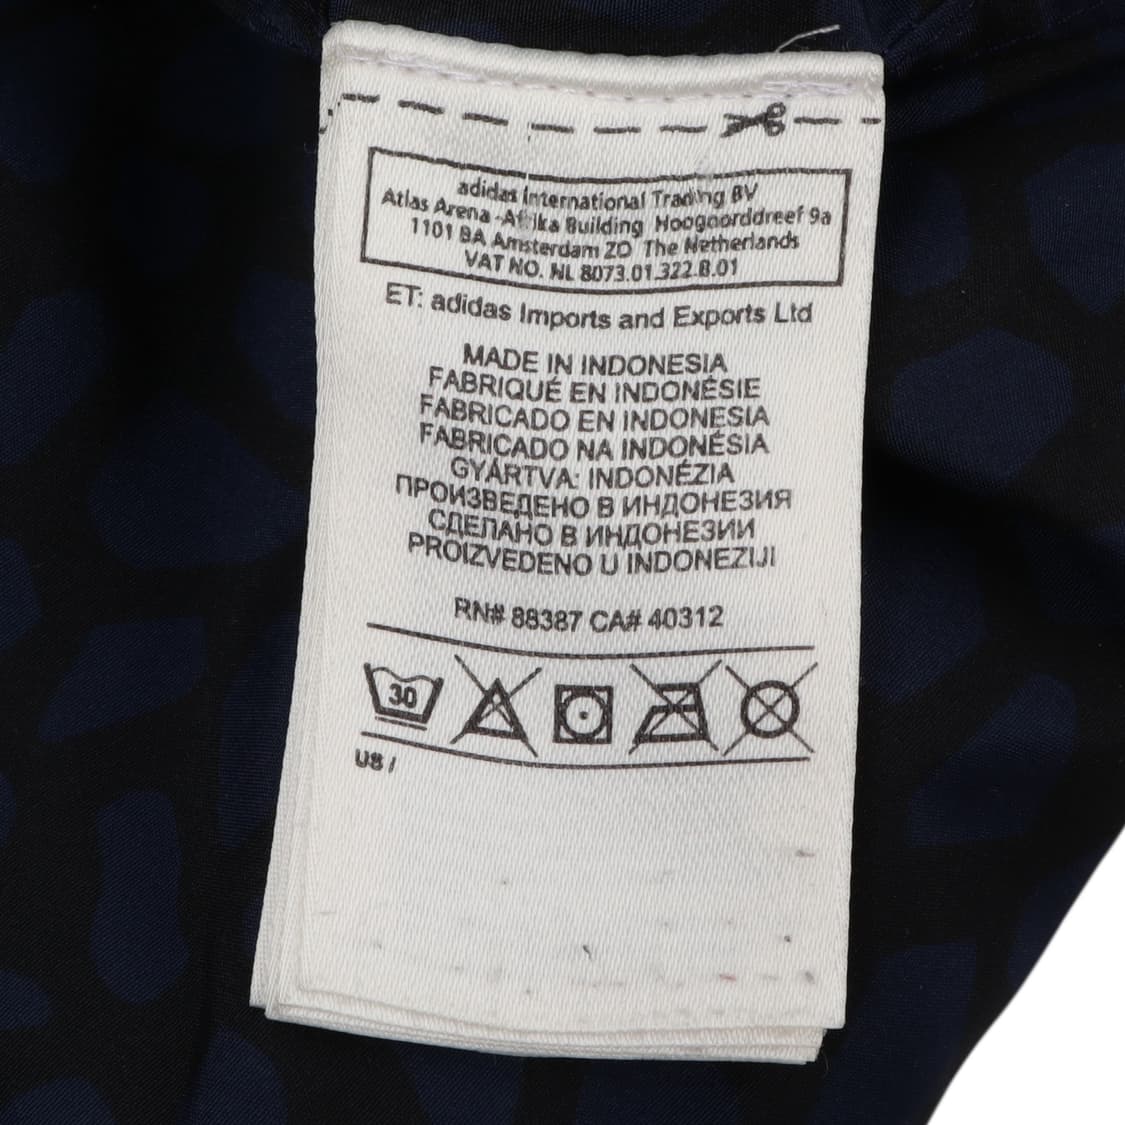 adidas International Trading BV
Atlas Arena -Afrika Building Hoogoorddreef 9a
1101 BA Amsterdam ZO The Netherlands
VAT NO. NL 8073.01.322.B.01
ET: adidas Imports and Exports Ltd
MADE IN INDONESIA
FABRIQUÉ EN INDONÉSIE
FABRICADO EN INDONESIA
FABRICADO NA INDONÉSIA
GYÁRTVA: INDONÉZIA
ПРОИЗВЕДЕНО В ИНДОНЕЗИЯ
СДЕЛАНО В ИНДОНЕЗИИ
PROIZVEDENO U INDONEZIJI
RN# 88387 CA# 40312
30
US /